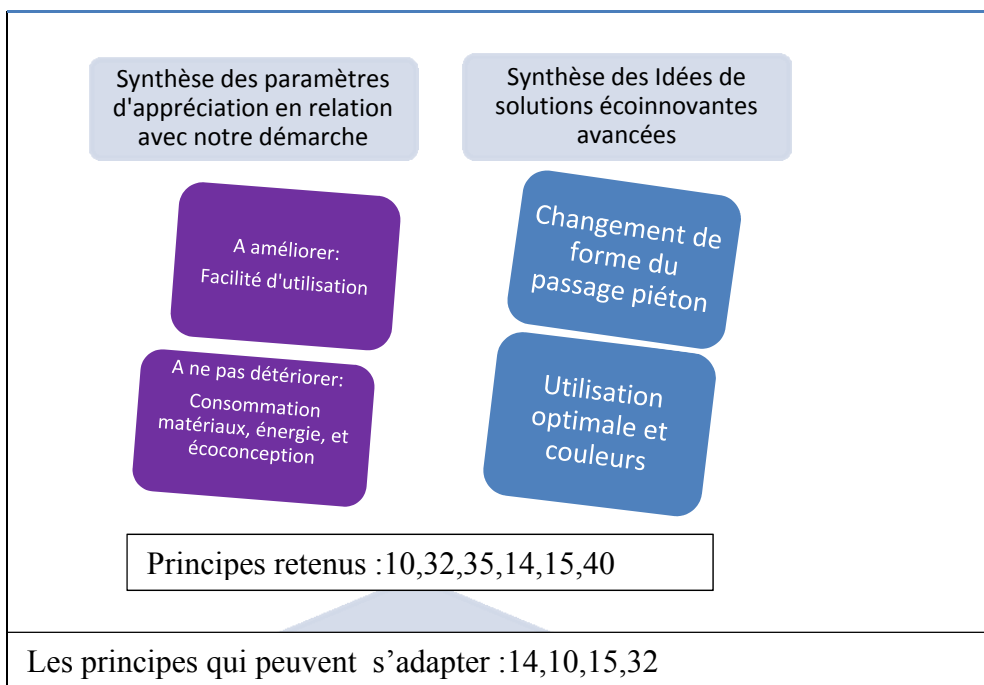 Synthèse des paramètres
d'appréciation en relation
avec notre démarche
Synthèse des Idées de
solutions écoinnovantes
avancées
A améliorer:
Facilité d'utilisation
A ne pas détériorer:
Consommation
matériaux, énergie, et
écoconception
Changement de
forme du
passage piéton
Utilisation
optimale et
couleurs
Principes retenus :10,32,35,14,15,40
Les principes qui peuvent s’adapter :14,10,15,32